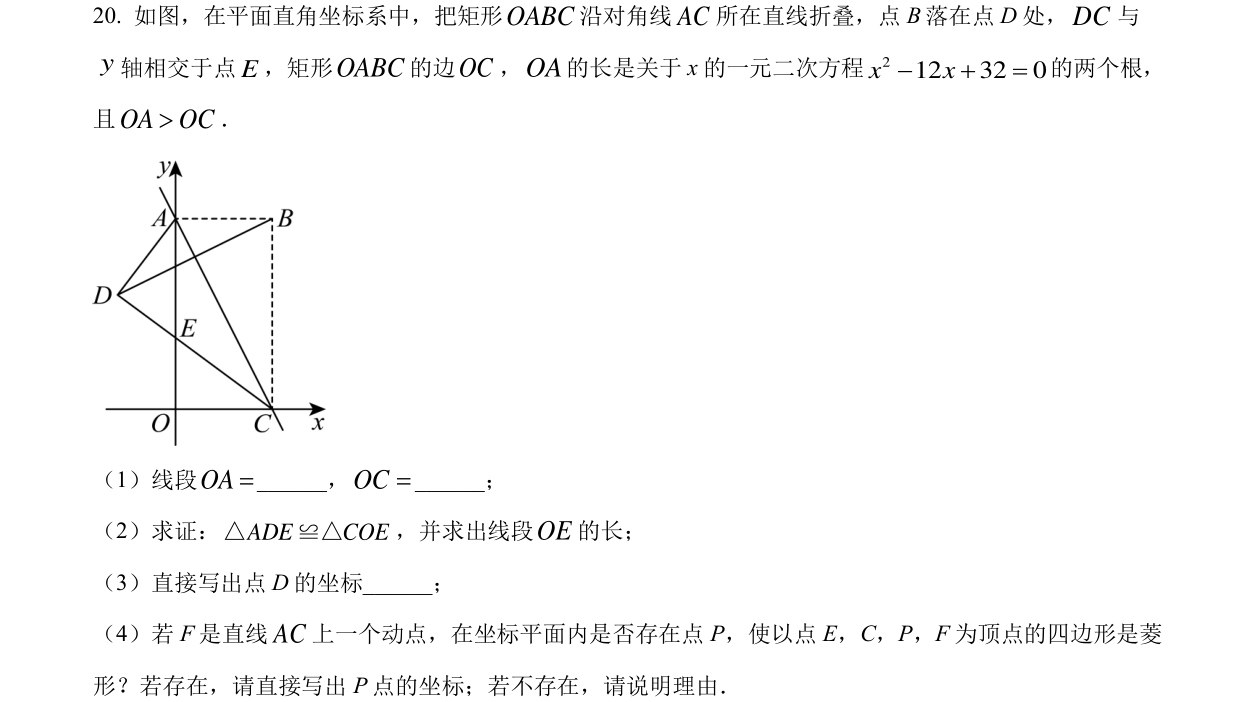 20. 如图，在平面直角坐标系中，把矩形OABC沿对角线AC所在直线折叠，点B落在点D处，DC与
y轴相交于点E，矩形OABC的边OC，OA的长是关于x的一元二次方程x²－12x＋32＝0的两个根，
且OA＞OC．
y
A
B
D
E
O
C
x
（1）线段OA＝______，OC＝______；
（2）求证：△ADE≌△COE，并求出线段OE的长；
（3）直接写出点D的坐标______；
（4）若F是直线AC上一个动点，在坐标平面内是否存在点P，使以点E，C，P，F为顶点的四边形是菱
形？若存在，请直接写出P点的坐标；若不存在，请说明理由．